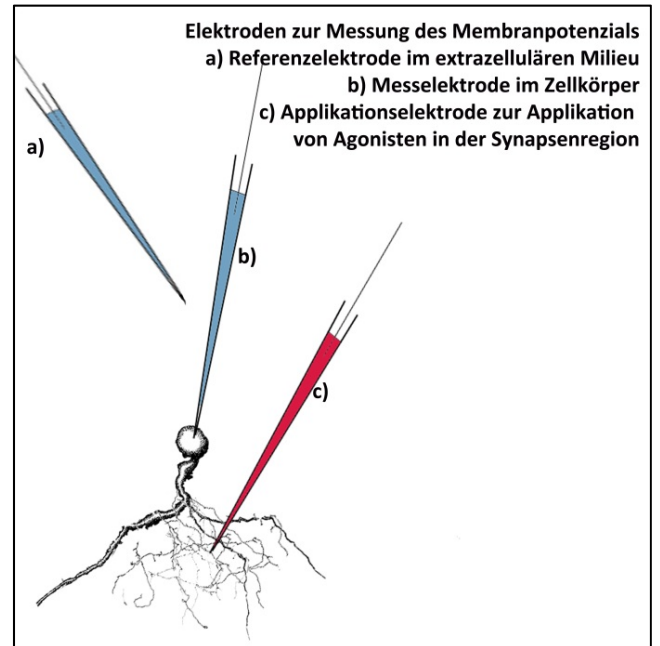 Elektroden zur Messung des Membranpotenzials
a) Referenzelektrode im extrazellulären Milieu
b) Messelektrode im Zellkörper
c) Applikationselektrode zur Applikation
von Agonisten in der Synapsenregion
a)
b)
c)